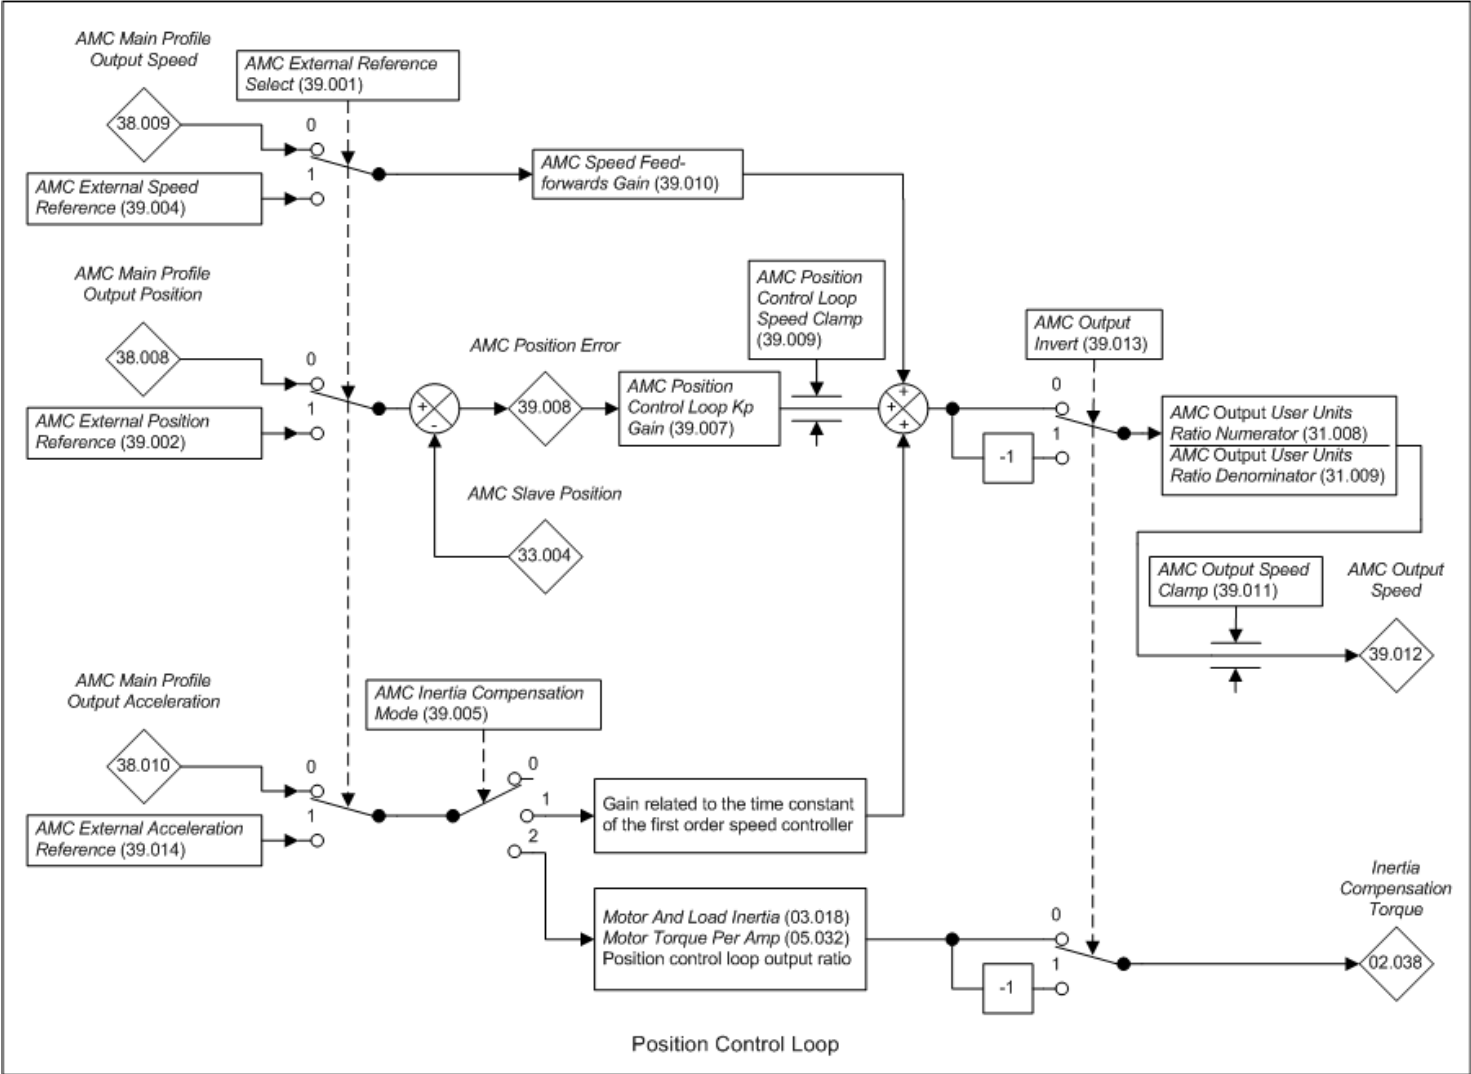 AMC Main Profile
Output Speed
38.009
AMC External Reference
Select (39.001)
0
1
AMC External Speed
Reference (39.004)
AMC Speed Feed-
forwards Gain (39.010)
AMC Main Profile
Output Position
38.008
0
1
AMC External Position
Reference (39.002)
+
-
AMC Position Error
39.008
AMC Position
Control Loop Kp
Gain (39.007)
AMC Position
Control Loop
Speed Clamp
(39.009)
+
+
+
AMC Slave Position
33.004
AMC Output
Invert (39.013)
0
1
-1
AMC Output User Units
Ratio Numerator (31.008)
AMC Output User Units
Ratio Denominator (31.009)
AMC Output Speed
Clamp (39.011)
AMC Output
Speed
39.012
AMC Main Profile
Output Acceleration
38.010
0
1
AMC External Acceleration
Reference (39.014)
AMC Inertia Compensation
Mode (39.005)
0
1
2
Gain related to the time constant
of the first order speed controller
Motor And Load Inertia (03.018)
Motor Torque Per Amp (05.032)
Position control loop output ratio
0
1
-1
Inertia
Compensation
Torque
02.038
Position Control Loop